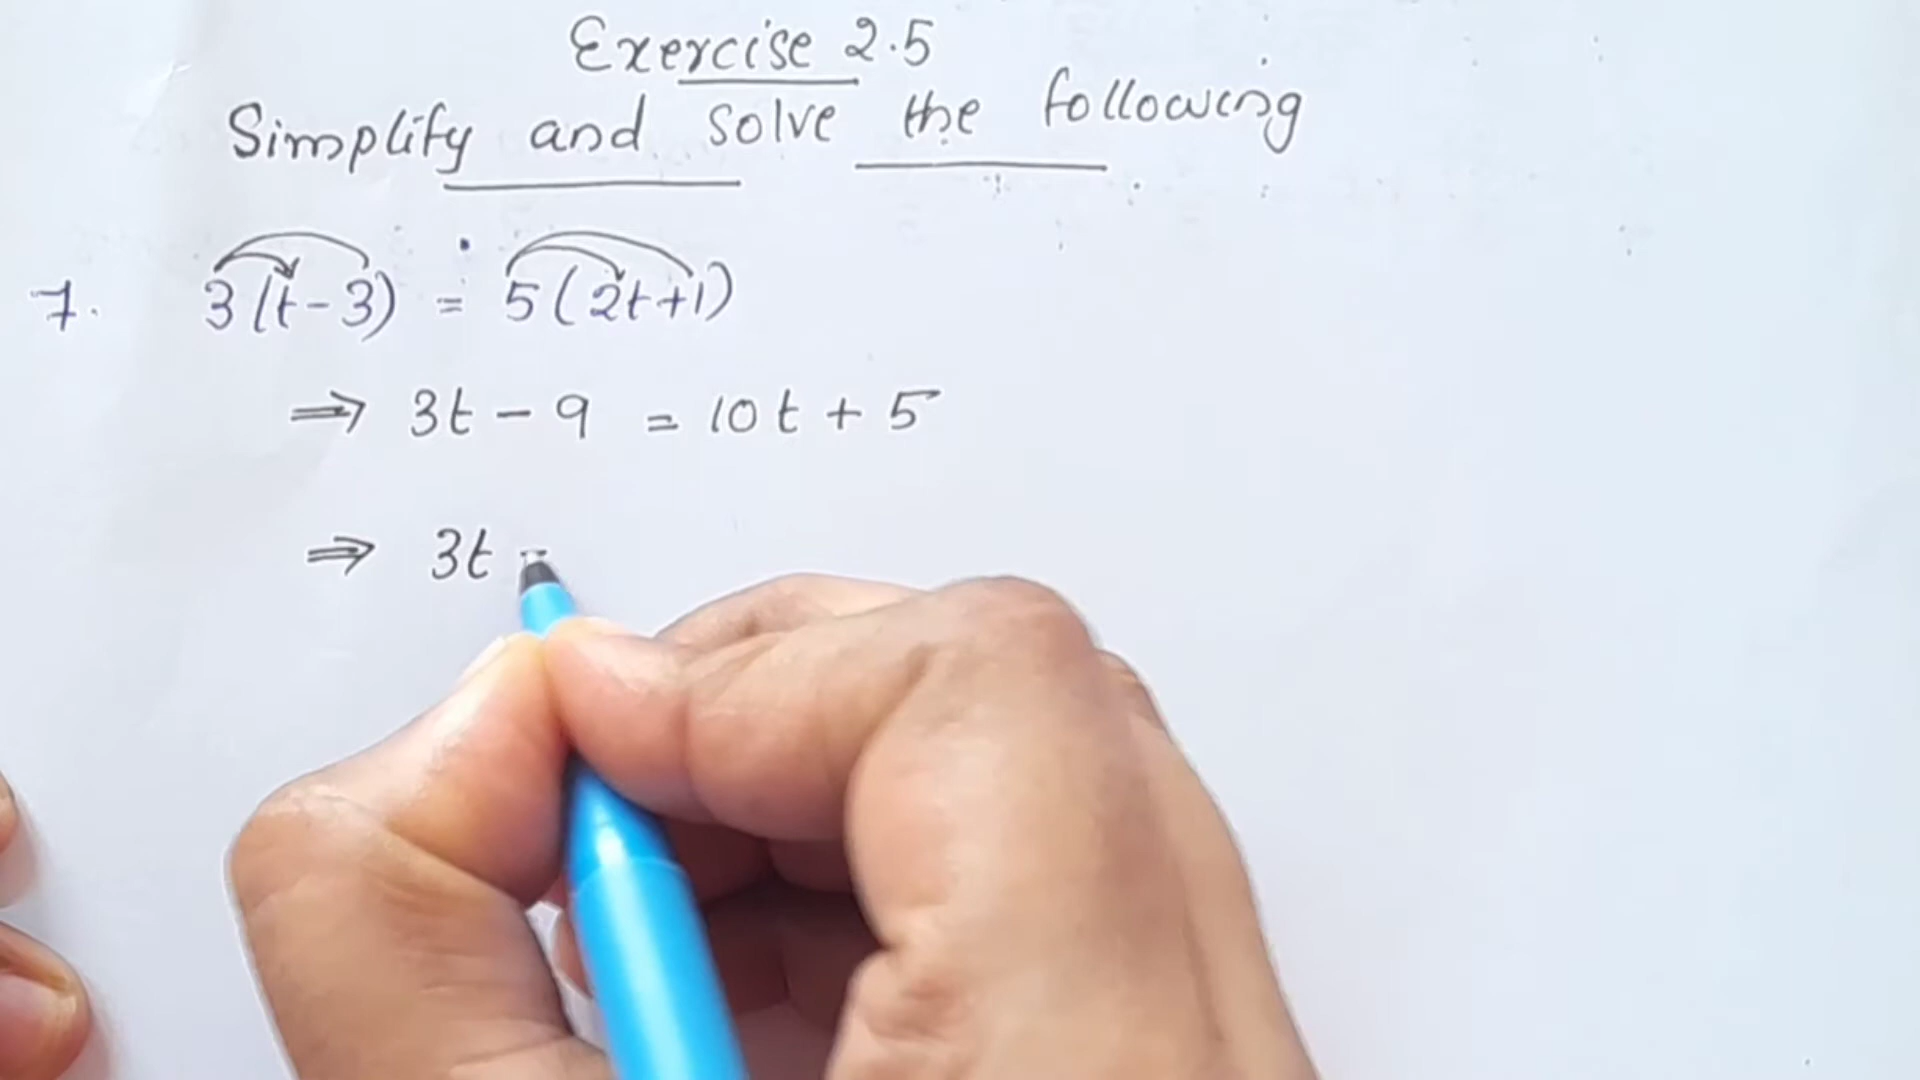 Exercise 2.5
Simplify and solve the following
7. 3(t-3) = 5(2t+1)
⇒ 3t - 9 = 10t + 5
⇒ 3t -